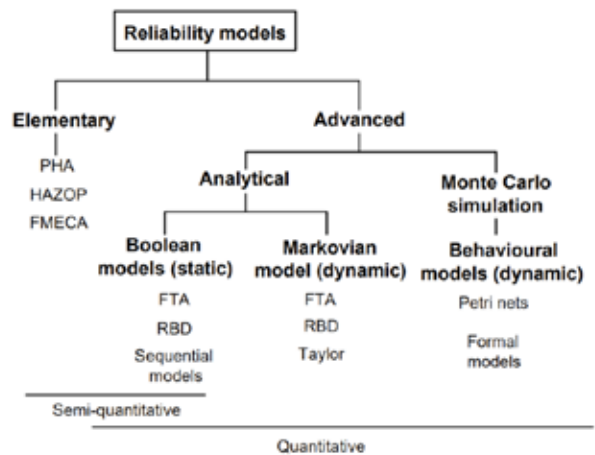 Reliability models
Elementary
Advanced
PHA
HAZOP
FMECA
Analytical
Monte Carlo
simulation
Boolean
models (static)
Markovian
model (dynamic)
Behavioural
models (dynamic)
FTA
RBD
Sequential
models
FTA
RBD
Taylor
Petri nets
Formal
models
Semi-quantitative
Quantitative